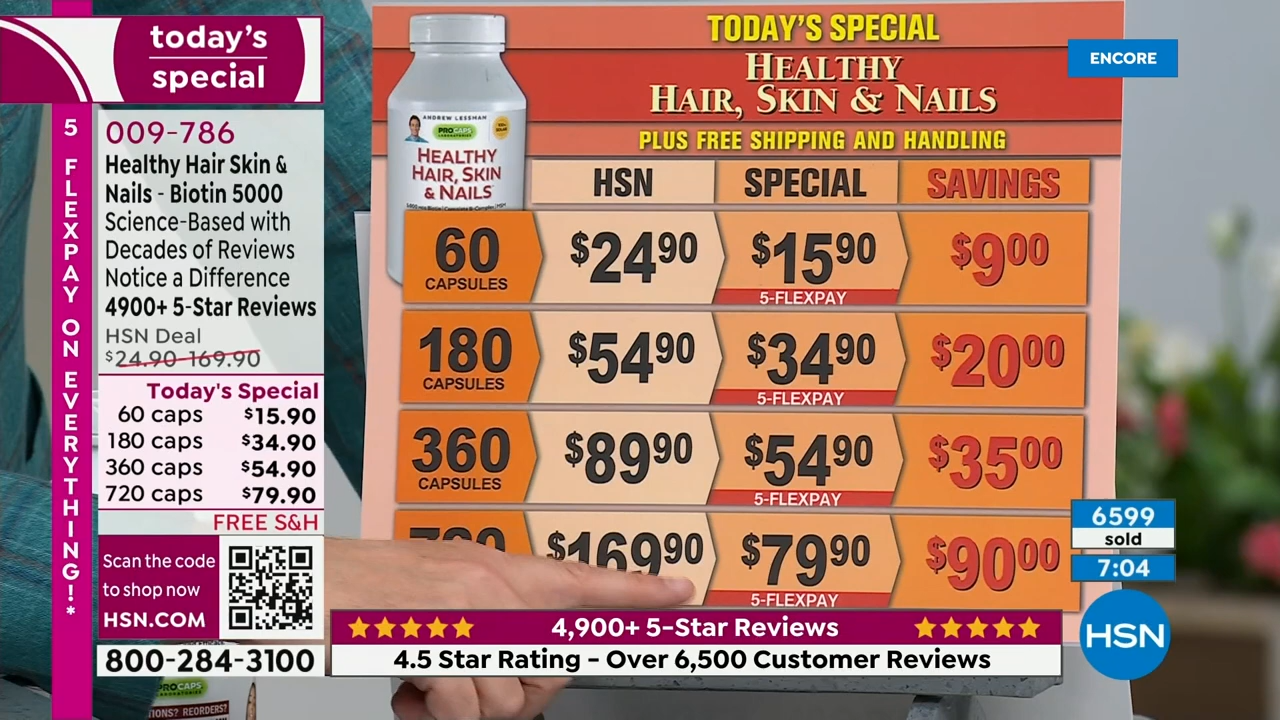 today's
special
5 FLEXPAY ON EVERYTHING!*
009-786
Healthy Hair Skin &
Nails - Biotin 5000
Science-Based with
Decades of Reviews
Notice a Difference
4900+ 5-Star Reviews
HSN Deal
$24.90-169.90
Today's Special
60 caps $15.90
180 caps $34.90
360 caps $54.90
720 caps $79.90
FREE S&H
Scan the code
to shop now
HSN.COM
800-284-3100
PROCAPS
LABORATORIES
REORDERS?
ANDREW LESSMAN
PROCAPS
LABORATORIES
HEALTHY
HAIR, SKIN
& NAILS
TODAY'S SPECIAL
HEALTHY
HAIR, SKIN & NAILS
PLUS FREE SHIPPING AND HANDLING
HSN SPECIAL SAVINGS
60 CAPSULES $24.90 $15.90 $9.00
5-FLEXPAY
180 CAPSULES $54.90 $34.90 $20.00
5-FLEXPAY
360 CAPSULES $89.90 $54.90 $35.00
5-FLEXPAY
720 $169.90 $79.90 $90.00
5-FLEXPAY
ENCORE
6599
sold
7:04
HSN
4,900+ 5-Star Reviews
4.5 Star Rating – Over 6,500 Customer Reviews